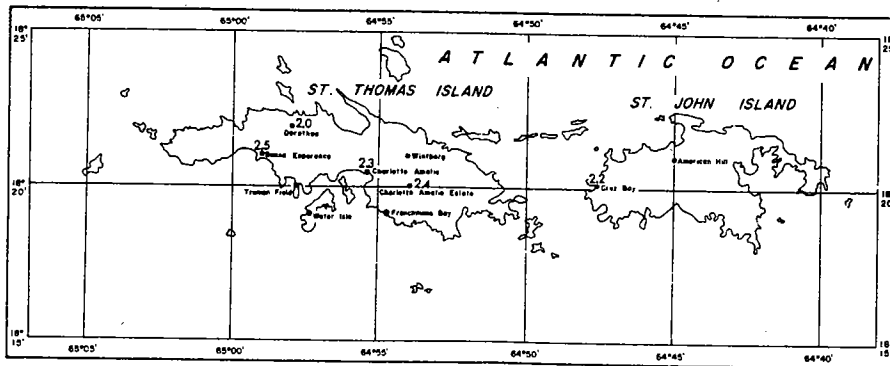 65°05' 65°00' 64°55' 64°50' 64°45' 64°40'
18° 25'
18° 25'
ATLANTIC OCEAN
ST. THOMAS ISLAND
ST. JOHN ISLAND
2.0
Dorothea
2.5
Esperance
2.3
Charlotte Amalie
Wintberg
American Hill
2.4
2.2
Cruz Bay
18° 20'
18° 20'
Truman Field
Charlotte Amalie Estate
Water Isle
Frenchmans Bay
18° 15'
18° 15'
65°05' 65°00' 64°55' 64°50' 64°45' 64°40'